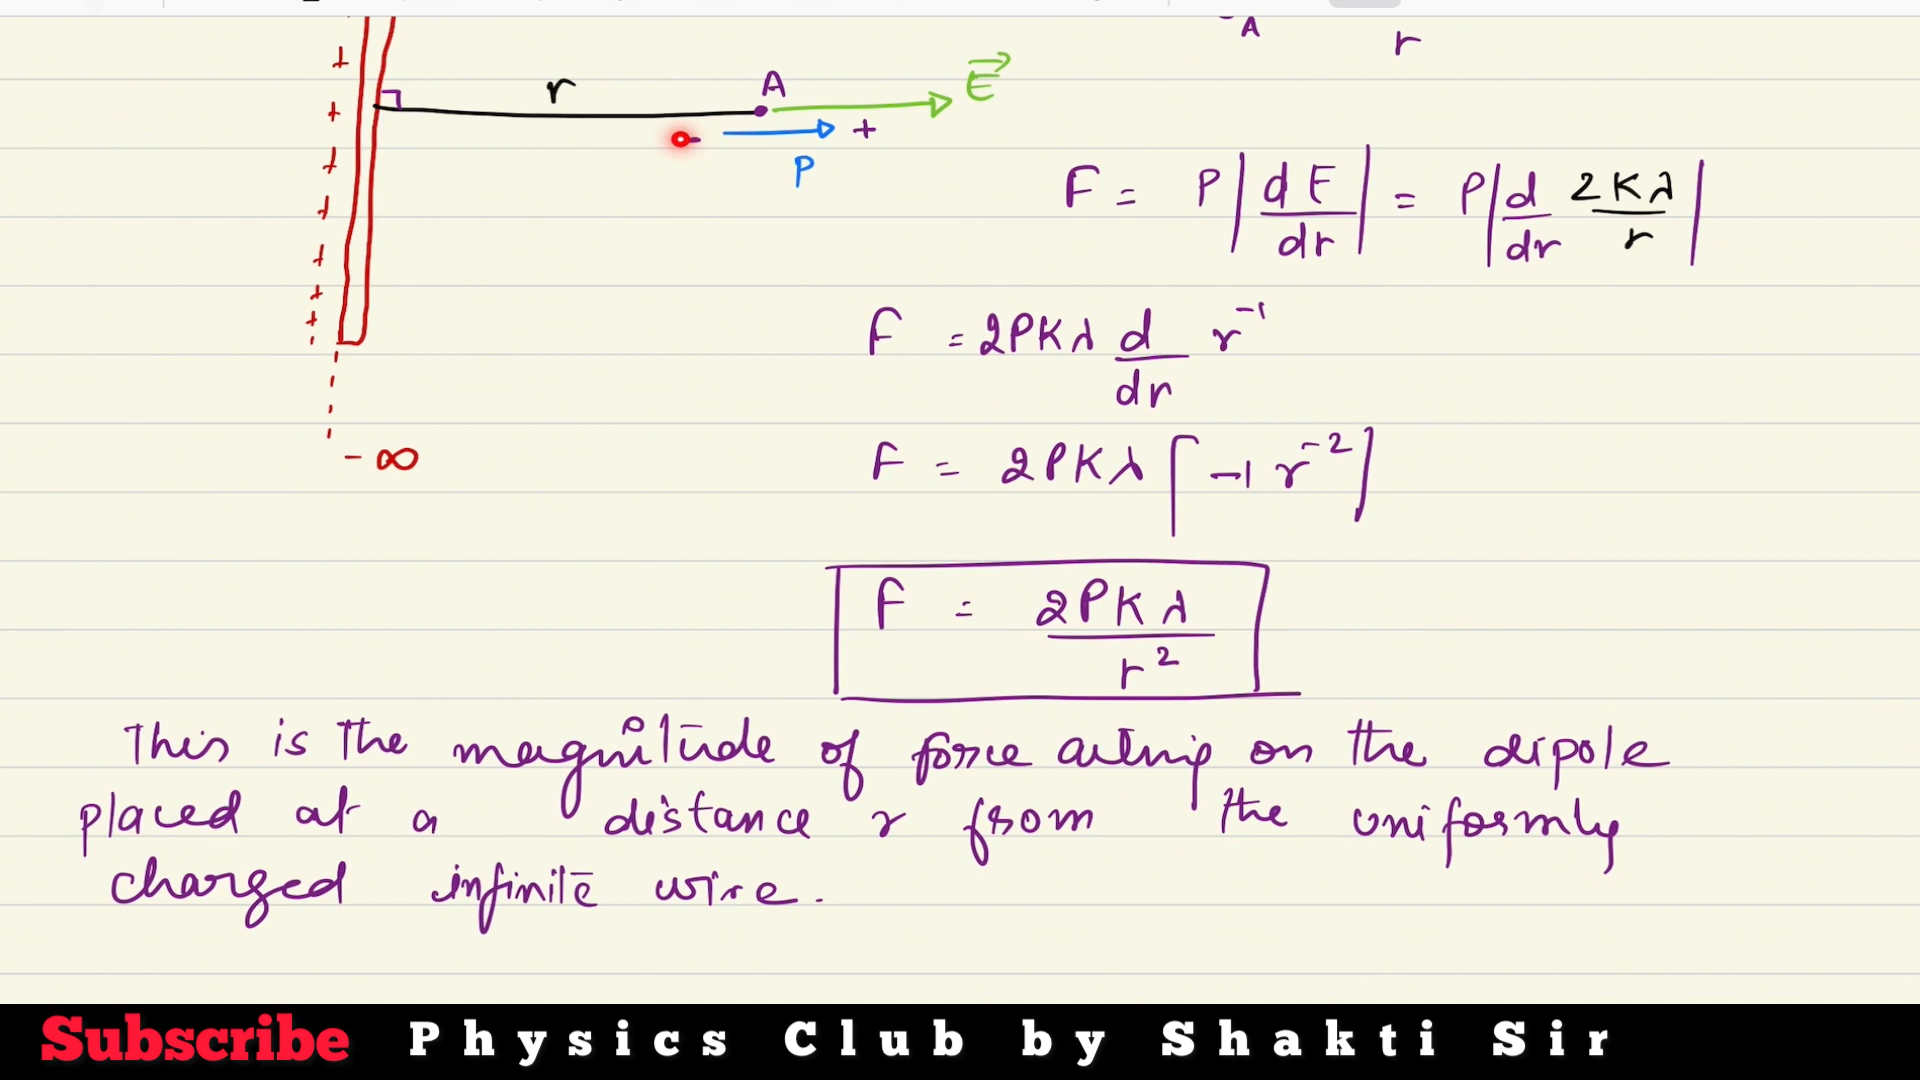 A
r
+
+
+
+
+
+
+
r
A
E
- P +
F = P | dE/dr | = P | d/dr 2Kλ/r |
F = 2PKλ d/dr r⁻¹
- ∞
F = 2PKλ [ -1 r⁻² ]
F = 2PKλ / r²
This is the magnitude of force acting on the dipole
placed at a distance r from the uniformly
charged infinite wire.
Subscribe Physics Club by Shakti Sir